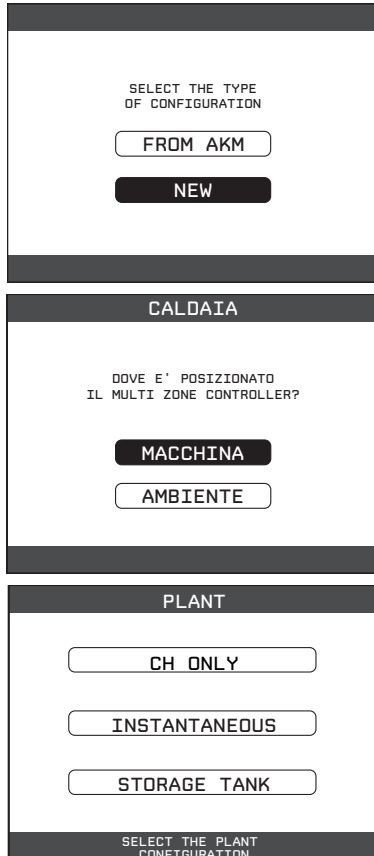 SELECT THE TYPE
OF CONFIGURATION
FROM AKM
NEW
CALDAIA
DOVE E' POSIZIONATO
IL MULTI ZONE CONTROLLER?
MACCHINA
AMBIENTE
PLANT
CH ONLY
INSTANTANEOUS
STORAGE TANK
SELECT THE PLANT
CONFIGURATION